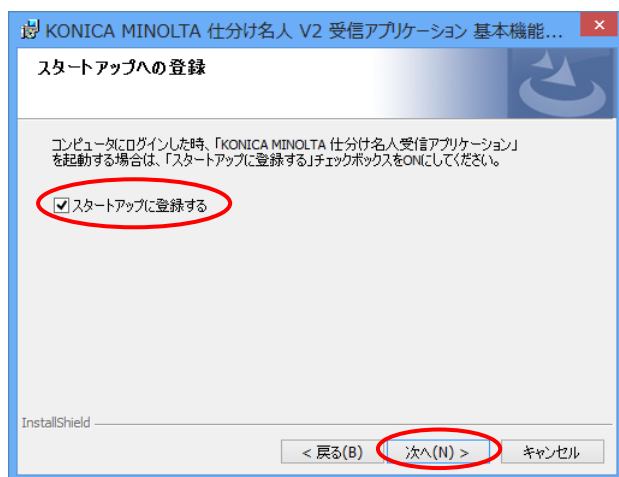 KONICA MINOLTA 仕分け名人 V2 受信アプリケーション 基本機能...
スタートアップへの登録
コンピュータにログインした時、「KONICA MINOLTA 仕分け名人受信アプリケーション」
を起動する場合は、「スタートアップに登録する」チェックボックスをONにしてください。
スタートアップに登録する
InstallShield
< 戻る(B) 次へ(N) > キャンセル